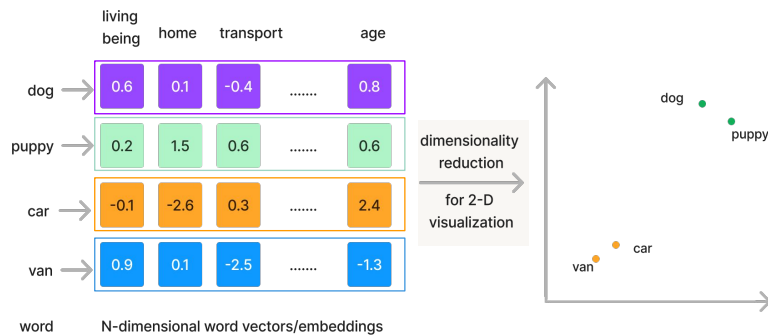 living
being
home
transport
age
dog
0.6 0.1 -0.4 ....... 0.8
puppy
0.2 1.5 0.6 ....... 0.6
car
-0.1 -2.6 0.3 ....... 2.4
van
0.9 0.1 -2.5 ....... -1.3
word
N-dimensional word vectors/embeddings
dimensionality
reduction
for 2-D
visualization
dog
puppy
car
van